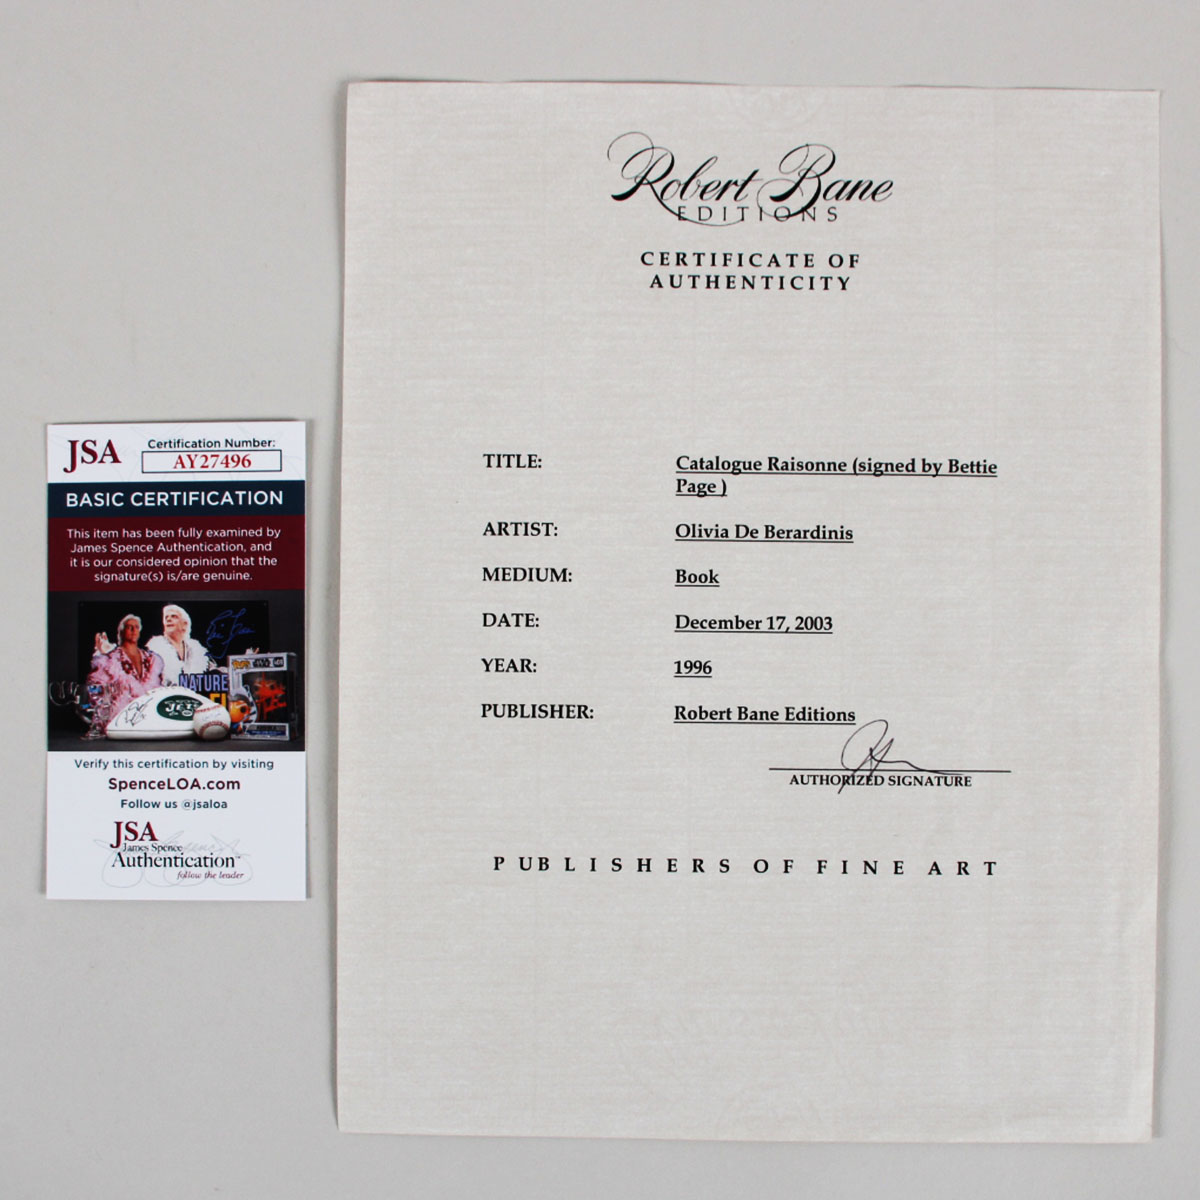 JSA
Certification Number:
AY27496
BASIC CERTIFICATION
This item has been fully examined by
James Spence Authentication, and
it is our considered opinion that the
signature(s) is/are genuine.
NATURE
JETS
Verify this certification by visiting
SpenceLOA.com
Follow us @jsaloa
JSA
James Spence
Authentication™
follow the leader
Robert Bane
EDITIONS
CERTIFICATE OF
AUTHENTICITY
TITLE: Catalogue Raisonne (signed by Bettie
Page )
ARTIST: Olivia De Berardinis
MEDIUM: Book
DATE: December 17, 2003
YEAR: 1996
PUBLISHER: Robert Bane Editions
AUTHORIZED SIGNATURE
PUBLISHERS OF FINE ART